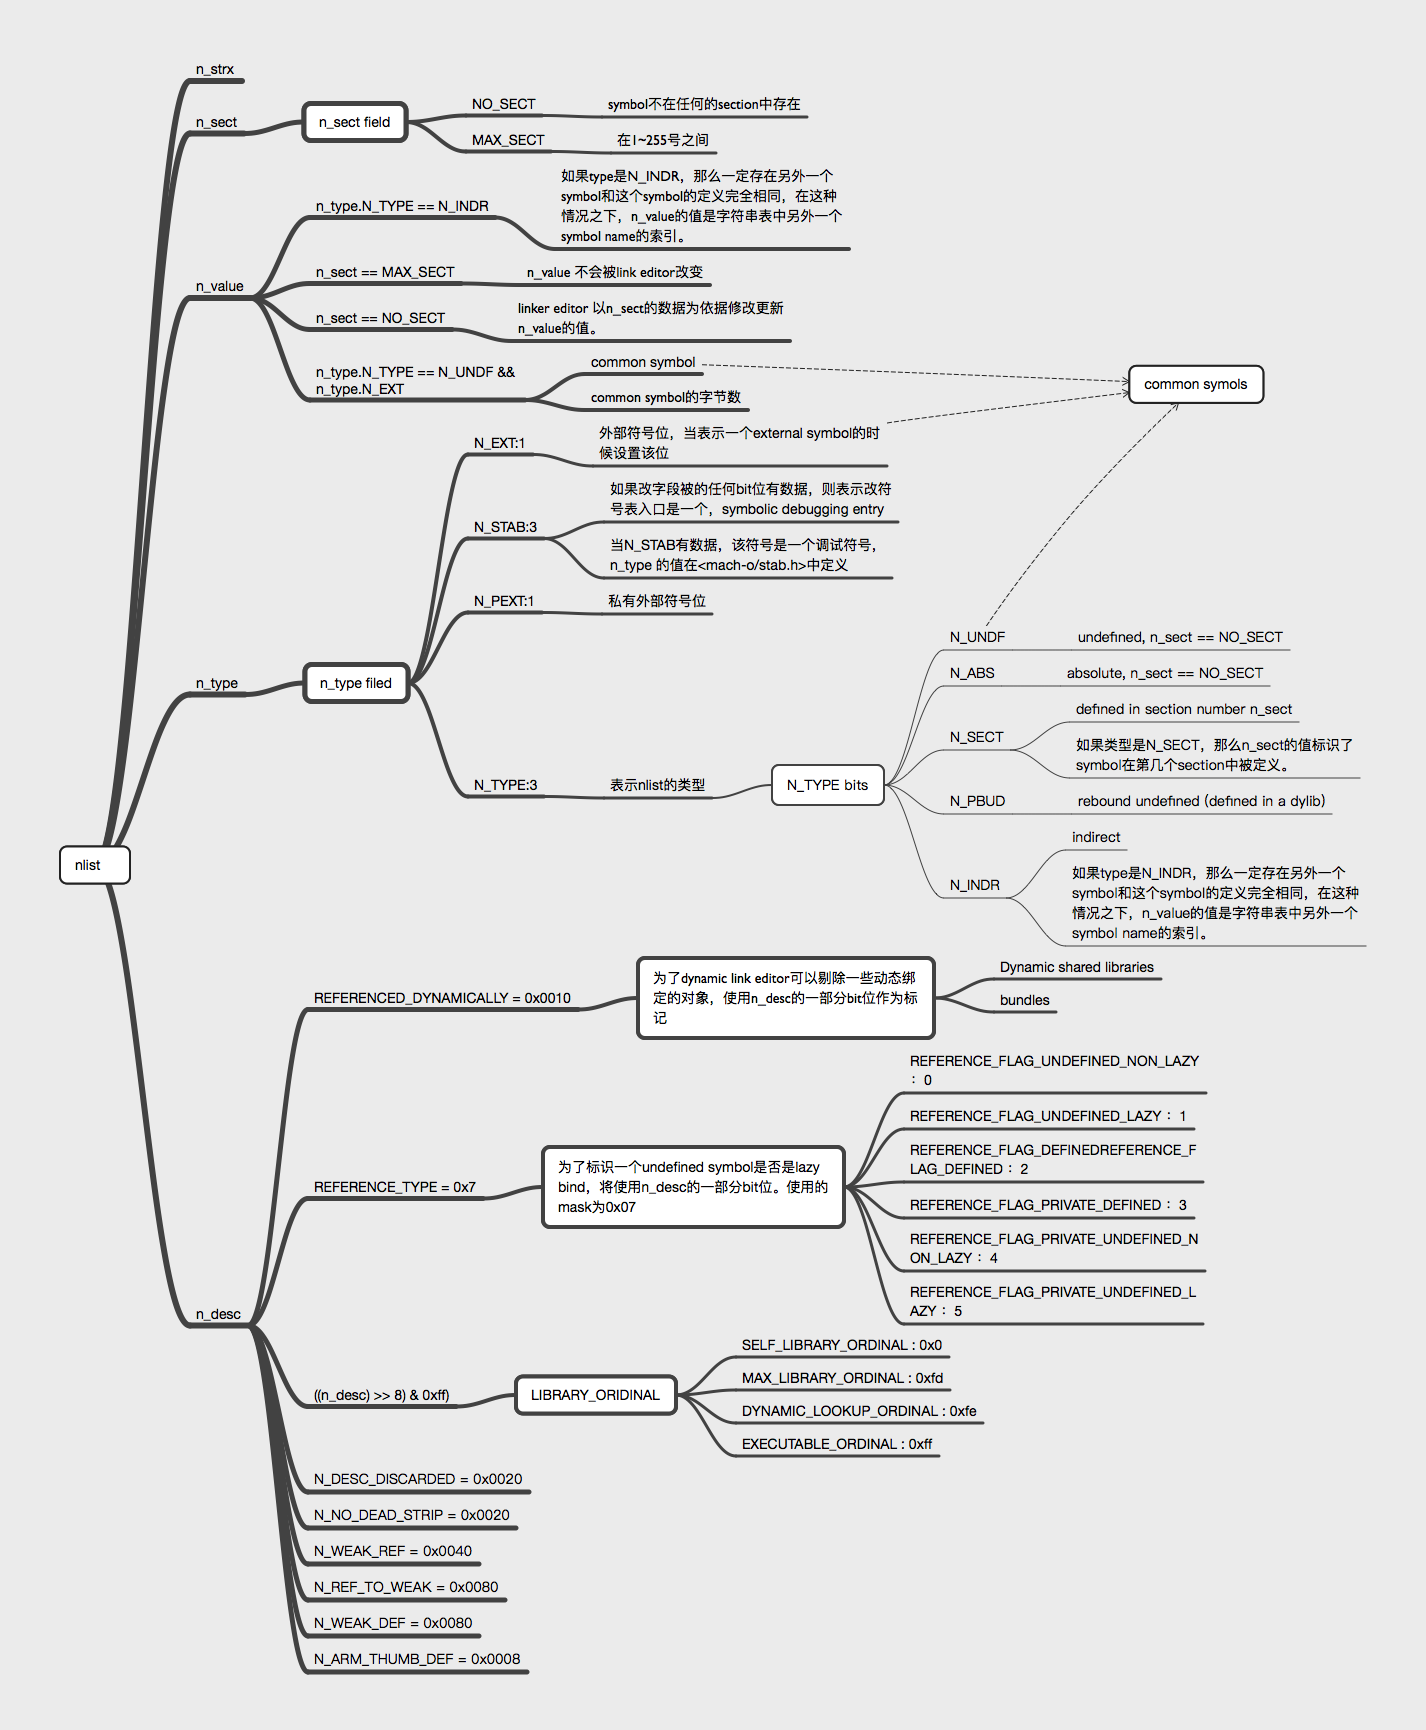 n_strx
n_sect
n_sect field
NO_SECT
symbol不在任何的section中存在
MAX_SECT
在1~255号之间
n_value
n_type.N_TYPE == N_INDR
如果type是N_INDR，那么一定存在另外一个
symbol和这个symbol的定义完全相同，在这种
情况之下，n_value的值是字符串表中另外一个
symbol name的索引。
n_sect == MAX_SECT
n_value 不会被link editor改变
n_sect == NO_SECT
linker editor 以n_sect的数据为依据修改更新
n_value的值。
n_type.N_TYPE == N_UNDF &&
n_type.N_EXT
common symbol
common symbol的字节数
common symols
n_type
n_type filed
N_EXT:1
外部符号位，当表示一个external symbol的时
候设置该位
N_STAB:3
如果改字段被的任何bit位有数据，则表示改符
号表入口是一个，symbolic debugging entry
当N_STAB有数据，该符号是一个调试符号，
n_type 的值在<mach-o/stab.h>中定义
N_PEXT:1
私有外部符号位
N_TYPE:3
表示nlist的类型
N_TYPE bits
N_UNDF
undefined, n_sect == NO_SECT
N_ABS
absolute, n_sect == NO_SECT
N_SECT
defined in section number n_sect
如果类型是N_SECT，那么n_sect的值标识了
symbol在第几个section中被定义。
N_PBUD
rebound undefined (defined in a dylib)
N_INDR
indirect
如果type是N_INDR，那么一定存在另外一个
symbol和这个symbol的定义完全相同，在这种
情况之下，n_value的值是字符串表中另外一个
symbol name的索引。
nlist
n_desc
REFERENCED_DYNAMICALLY = 0x0010
为了dynamic link editor可以剔除一些动态绑
定的对象，使用n_desc的一部分bit位作为标
记
Dynamic shared libraries
bundles
REFERENCE_TYPE = 0x7
为了标识一个undefined symbol是否是lazy
bind，将使用n_desc的一部分bit位。使用的
mask为0x07
REFERENCE_FLAG_UNDEFINED_NON_LAZY
：0
REFERENCE_FLAG_UNDEFINED_LAZY：1
REFERENCE_FLAG_DEFINEDREFERENCE_F
LAG_DEFINED：2
REFERENCE_FLAG_PRIVATE_DEFINED：3
REFERENCE_FLAG_PRIVATE_UNDEFINED_N
ON_LAZY：4
REFERENCE_FLAG_PRIVATE_UNDEFINED_L
AZY：5
((n_desc) >> 8) & 0xff)
LIBRARY_ORIDINAL
SELF_LIBRARY_ORDINAL : 0x0
MAX_LIBRARY_ORDINAL : 0xfd
DYNAMIC_LOOKUP_ORDINAL : 0xfe
EXECUTABLE_ORDINAL : 0xff
N_DESC_DISCARDED = 0x0020
N_NO_DEAD_STRIP = 0x0020
N_WEAK_REF = 0x0040
N_REF_TO_WEAK = 0x0080
N_WEAK_DEF = 0x0080
N_ARM_THUMB_DEF = 0x0008